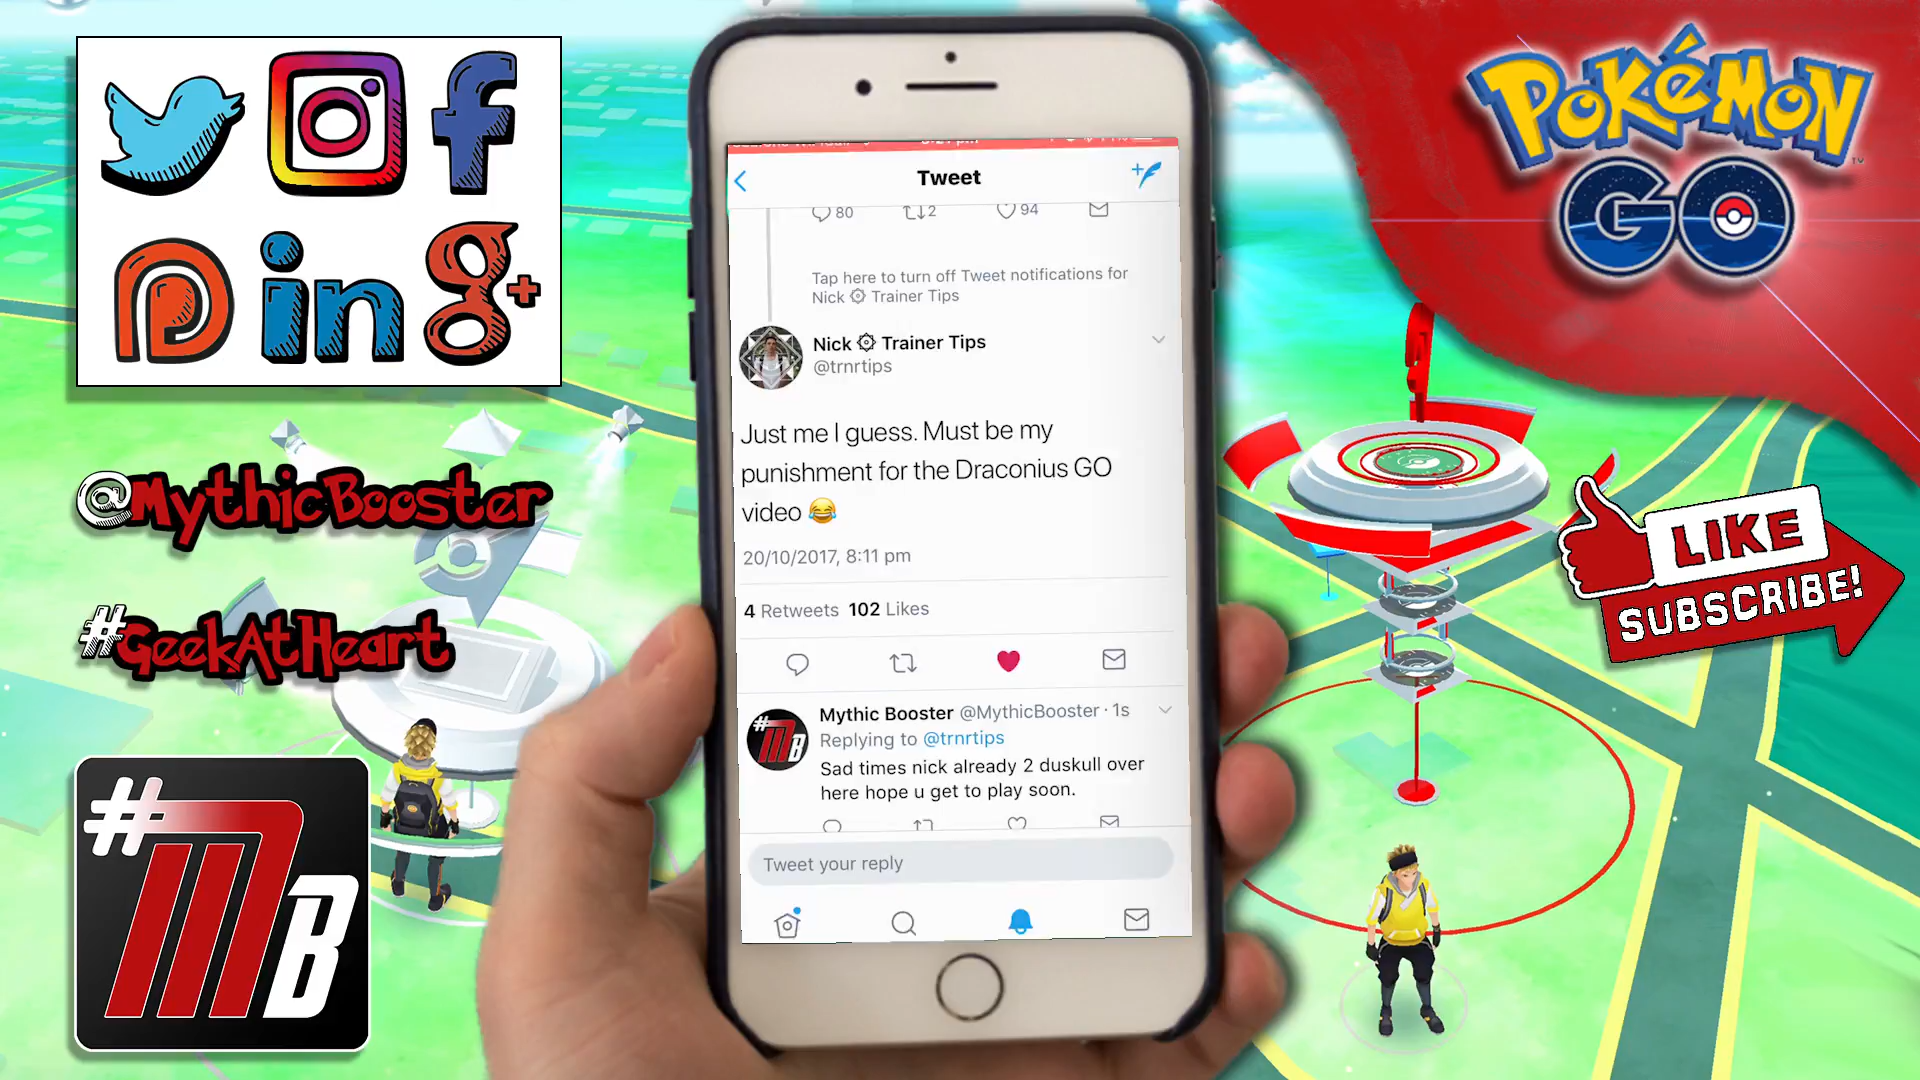 @MythicBooster
#GeekAtHeart
#MB
Tweet
80 2 94
Tap here to turn off Tweet notifications for
Nick Trainer Tips
Nick Trainer Tips
@trnrtips
Just me I guess. Must be my
punishment for the Draconius GO
video 😂
20/10/2017, 8:11 pm
4 Retweets 102 Likes
#MB
Mythic Booster @MythicBooster · 1s
Replying to @trnrtips
Sad times nick already 2 duskull over
here hope u get to play soon.
Tweet your reply
POKéMON
GO
LIKE
SUBSCRIBE!